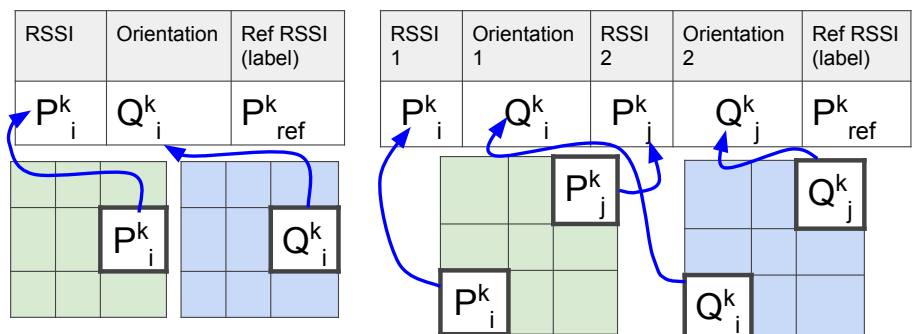 RSSI Orientation Ref RSSI
(label)
P^k_i Q^k_i P^k_ref
P^k_i Q^k_i
RSSI Orientation RSSI Orientation Ref RSSI
1 1 2 2 (label)
P^k_i Q^k_i P^k_j Q^k_j P^k_ref
P^k_j Q^k_j
P^k_i Q^k_i